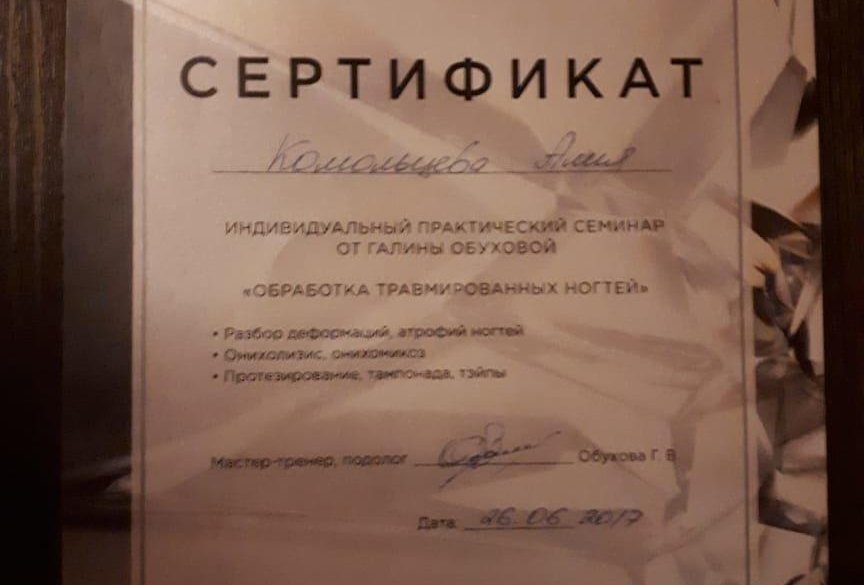 СЕРТИФИКАТ
Комольцева Алия
ИНДИВИДУАЛЬНЫЙ ПРАКТИЧЕСКИЙ СЕМИНАР
ОТ ГАЛИНЫ ОБУХОВОЙ
«ОБРАБОТКА ТРАВМИРОВАННЫХ НОГТЕЙ»
• Разбор деформаций, атрофий ногтей
• Онихолизис, онихомикоз
• Протезирование, тампонада, тэйпы
Мастер-тренер, подолог Обухова Г. В
Дата: 26.06 2017